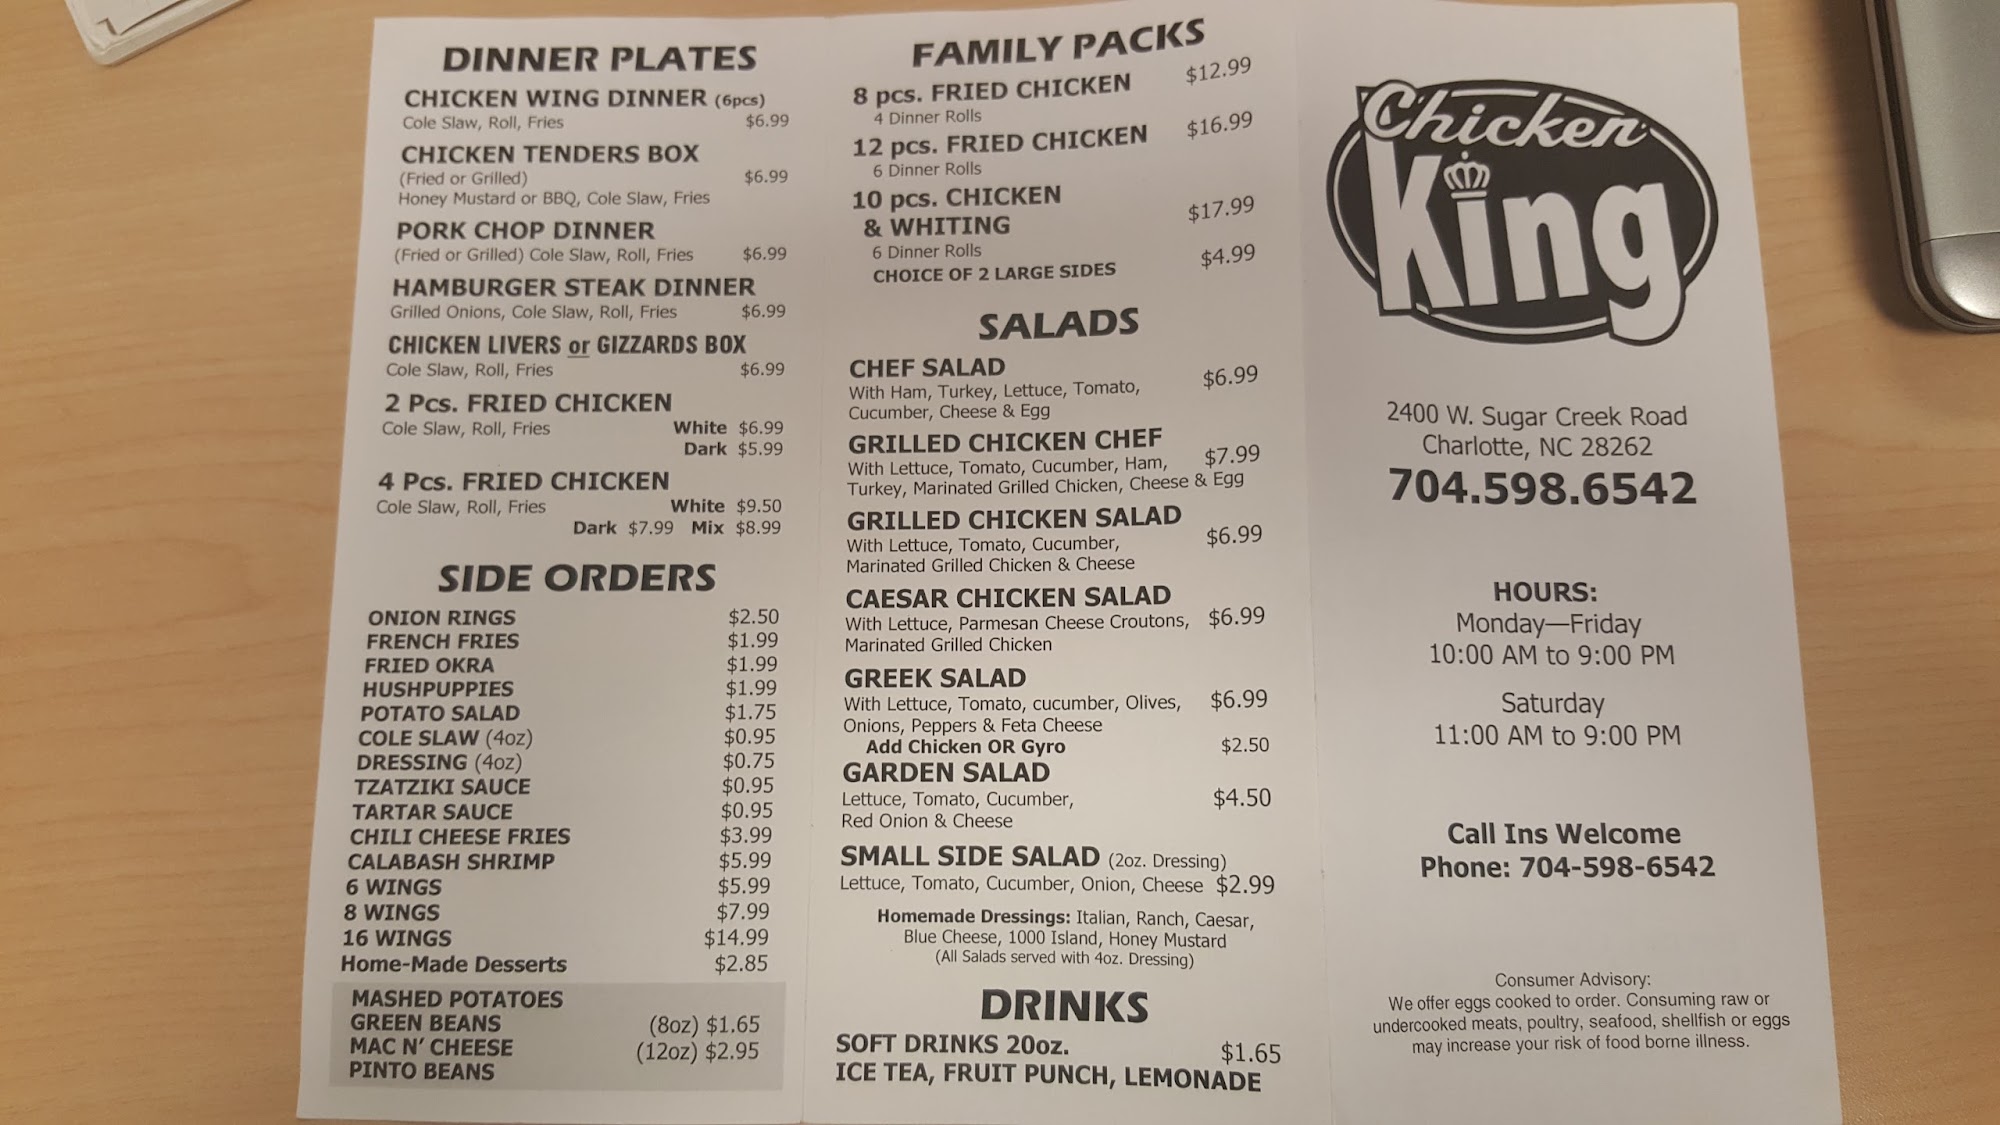 DINNER PLATES
CHICKEN WING DINNER (6pcs)
Cole Slaw, Roll, Fries $6.99
CHICKEN TENDERS BOX
(Fried or Grilled) $6.99
Honey Mustard or BBQ, Cole Slaw, Fries
PORK CHOP DINNER
(Fried or Grilled) Cole Slaw, Roll, Fries $6.99
HAMBURGER STEAK DINNER
Grilled Onions, Cole Slaw, Roll, Fries $6.99
CHICKEN LIVERS or GIZZARDS BOX
Cole Slaw, Roll, Fries $6.99
2 Pcs. FRIED CHICKEN
Cole Slaw, Roll, Fries White $6.99
Dark $5.99
4 Pcs. FRIED CHICKEN
Cole Slaw, Roll, Fries White $9.50
Dark $7.99 Mix $8.99
SIDE ORDERS
ONION RINGS $2.50
FRENCH FRIES $1.99
FRIED OKRA $1.99
HUSHPUPPIES $1.99
POTATO SALAD $1.75
COLE SLAW (4oz) $0.95
DRESSING (4oz) $0.75
TZATZIKI SAUCE $0.95
TARTAR SAUCE $0.95
CHILI CHEESE FRIES $3.99
CALABASH SHRIMP $5.99
6 WINGS $5.99
8 WINGS $7.99
16 WINGS $14.99
Home-Made Desserts $2.85
MASHED POTATOES
GREEN BEANS (8oz) $1.65
MAC N' CHEESE (12oz) $2.95
PINTO BEANS
FAMILY PACKS
8 pcs. FRIED CHICKEN $12.99
4 Dinner Rolls
12 pcs. FRIED CHICKEN $16.99
6 Dinner Rolls
10 pcs. CHICKEN
& WHITING $17.99
6 Dinner Rolls
CHOICE OF 2 LARGE SIDES $4.99
SALADS
CHEF SALAD
With Ham, Turkey, Lettuce, Tomato, $6.99
Cucumber, Cheese & Egg
GRILLED CHICKEN CHEF
With Lettuce, Tomato, Cucumber, Ham, $7.99
Turkey, Marinated Grilled Chicken, Cheese & Egg
GRILLED CHICKEN SALAD
With Lettuce, Tomato, Cucumber, $6.99
Marinated Grilled Chicken & Cheese
CAESAR CHICKEN SALAD
With Lettuce, Parmesan Cheese Croutons, $6.99
Marinated Grilled Chicken
GREEK SALAD
With Lettuce, Tomato, cucumber, Olives, $6.99
Onions, Peppers & Feta Cheese
Add Chicken OR Gyro $2.50
GARDEN SALAD
Lettuce, Tomato, Cucumber, $4.50
Red Onion & Cheese
SMALL SIDE SALAD (2oz. Dressing)
Lettuce, Tomato, Cucumber, Onion, Cheese $2.99
Homemade Dressings: Italian, Ranch, Caesar,
Blue Cheese, 1000 Island, Honey Mustard
(All Salads served with 4oz. Dressing)
DRINKS
SOFT DRINKS 20oz. $1.65
ICE TEA, FRUIT PUNCH, LEMONADE
Chicken
King
2400 W. Sugar Creek Road
Charlotte, NC 28262
704.598.6542
HOURS:
Monday—Friday
10:00 AM to 9:00 PM
Saturday
11:00 AM to 9:00 PM
Call Ins Welcome
Phone: 704-598-6542
Consumer Advisory:
We offer eggs cooked to order. Consuming raw or
undercooked meats, poultry, seafood, shellfish or eggs
may increase your risk of food borne illness.